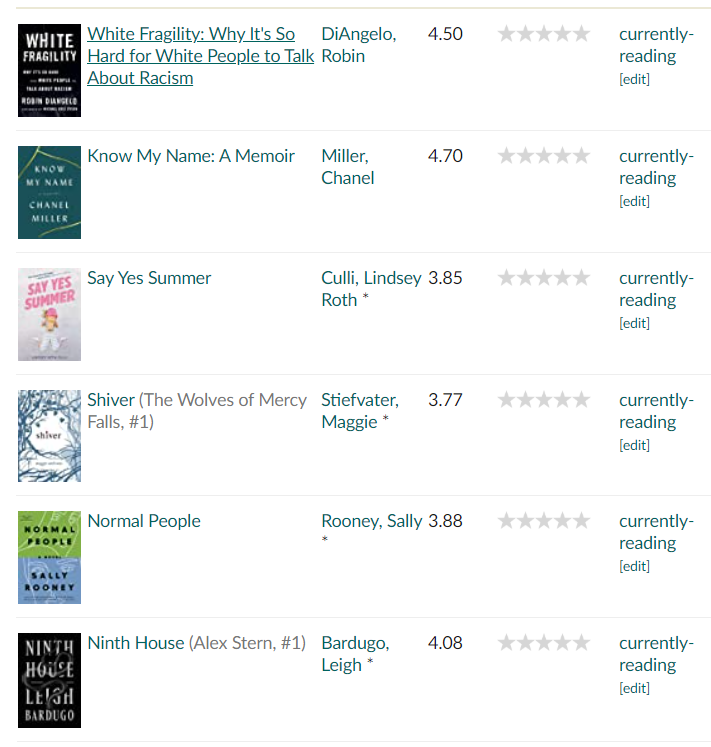 WHITE
FRAGILITY
WHY IT'S SO HARD
FOR WHITE PEOPLE TO
TALK ABOUT RACISM
ROBIN DIANGELO
White Fragility: Why It's So
Hard for White People to Talk
About Racism
DiAngelo,
Robin
4.50
currently-
reading
[edit]
KNOW
MY NAME
CHANEL
MILLER
Know My Name: A Memoir
Miller,
Chanel
4.70
currently-
reading
[edit]
SAY YES
SUMMER
Say Yes Summer
Culli, Lindsey
Roth *
3.85
currently-
reading
[edit]
shiver
maggie stiefvater
Shiver (The Wolves of Mercy
Falls, #1)
Stiefvater,
Maggie *
3.77
currently-
reading
[edit]
NORMAL
PEOPLE
A NOVEL
SALLY
ROONEY
Normal People
Rooney, Sally
*
3.88
currently-
reading
[edit]
NINTH
HOUSE
LEIGH
BARDUGO
Ninth House (Alex Stern, #1)
Bardugo,
Leigh *
4.08
currently-
reading
[edit]